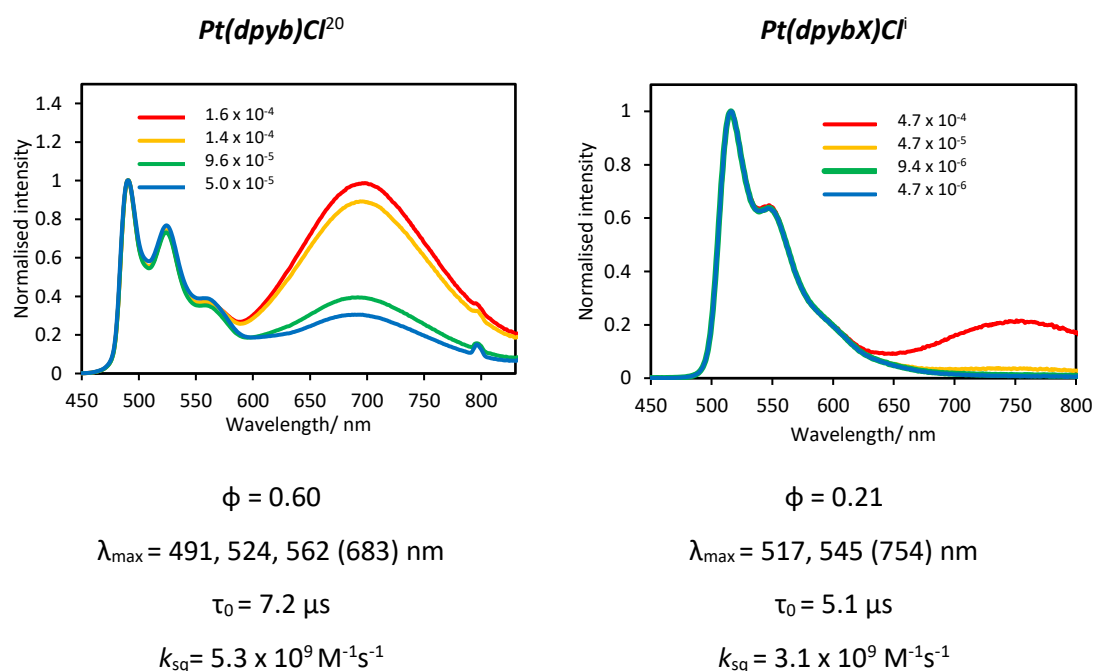 Pt(dpyb)Cl²⁰
Normalised intensity
1.4
1.2
1
0.8
0.6
0.4
0.2
0
1.6 x 10⁻⁴
1.4 x 10⁻⁴
9.6 x 10⁻⁵
5.0 x 10⁻⁵
450 500 550 600 650 700 750 800
Wavelength/ nm
ϕ = 0.60
λmax = 491, 524, 562 (683) nm
τ₀ = 7.2 μs
ksq = 5.3 x 10⁹ M⁻¹s⁻¹
Pt(dpybX)Clⁱ
Normalised intensity
1
0.8
0.6
0.4
0.2
0
4.7 x 10⁻⁴
4.7 x 10⁻⁵
9.4 x 10⁻⁶
4.7 x 10⁻⁶
450 500 550 600 650 700 750 800
Wavelength/ nm
ϕ = 0.21
λmax = 517, 545 (754) nm
τ₀ = 5.1 μs
ksq = 3.1 x 10⁹ M⁻¹s⁻¹